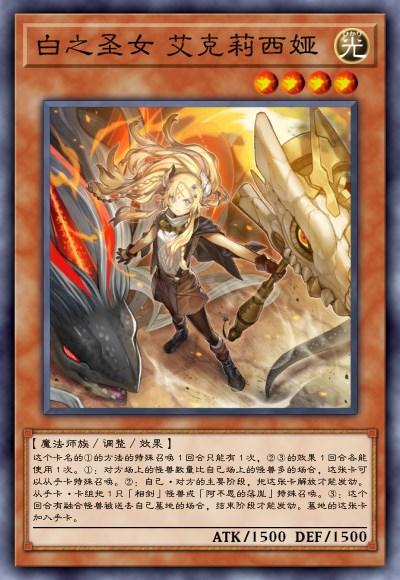 白之圣女 艾克莉西娅
ひかり
光
【魔法师族/调整/效果】
这个卡名的①的方法的特殊召唤1回合只能有1次，②③的效果1回合各能
使用1次。①：对方场上的怪兽数量比自己场上的怪兽多的场合，这张卡可
以从手卡特殊召唤。②：自己·对方的主要阶段，把这张卡解放才能发动。
从手卡·卡组把1只「相剑」怪兽或「阿不思的落胤」特殊召唤。③：这个
回合有融合怪兽被送去自己墓地的场合，结束阶段才能发动。墓地的这张卡
加入手卡。
ATK/1500 DEF/1500